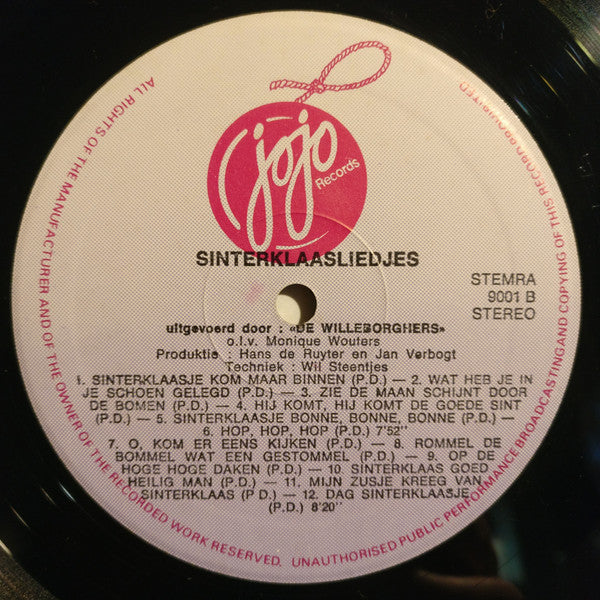 jojo
Records
SINTERKLAASLIEDJES
STEMRA
9001 B
STEREO
uitgevoerd door : «DE WILLEBORGHERS»
o.l.v. Monique Wouters
Produktie : Hans de Ruyter en Jan Verbogt
Techniek : Wil Steentjes
1. SINTERKLAASJE KOM MAAR BINNEN (P.D.) — 2. WAT HEB JE IN
JE SCHOEN GELEGD (P.D.) — 3. ZIE DE MAAN SCHIJNT DOOR
DE BOMEN (P.D.) — 4. HIJ KOMT, HIJ KOMT DE GOEDE SINT
(P.D.) — 5. SINTERKLAASJE BONNE, BONNE, BONNE (P.D.) —
6. HOP, HOP, HOP (P.D.) 7'52"
7. O, KOM ER EENS KIJKEN (P.D.) — 8. ROMMEL DE
BOMMEL WAT EEN GESTOMMEL (P.D.) — 9. OP DE
HOGE HOGE DAKEN (P.D.) — 10. SINTERKLAAS GOED
HEILIG MAN (P.D.) — 11. MIJN ZUSJE KREEG VAN
SINTERKLAAS (P.D.) — 12. DAG SINTERKLAASJE
(P.D.) 8'20"
ALL RIGHTS OF THE MANUFACTURER AND OF THE OWNER OF THE RECORDED WORK RESERVED. UNAUTHORISED PUBLIC PERFORMANCE BROADCASTING AND COPYING OF THIS RECORD PROHIBITED.